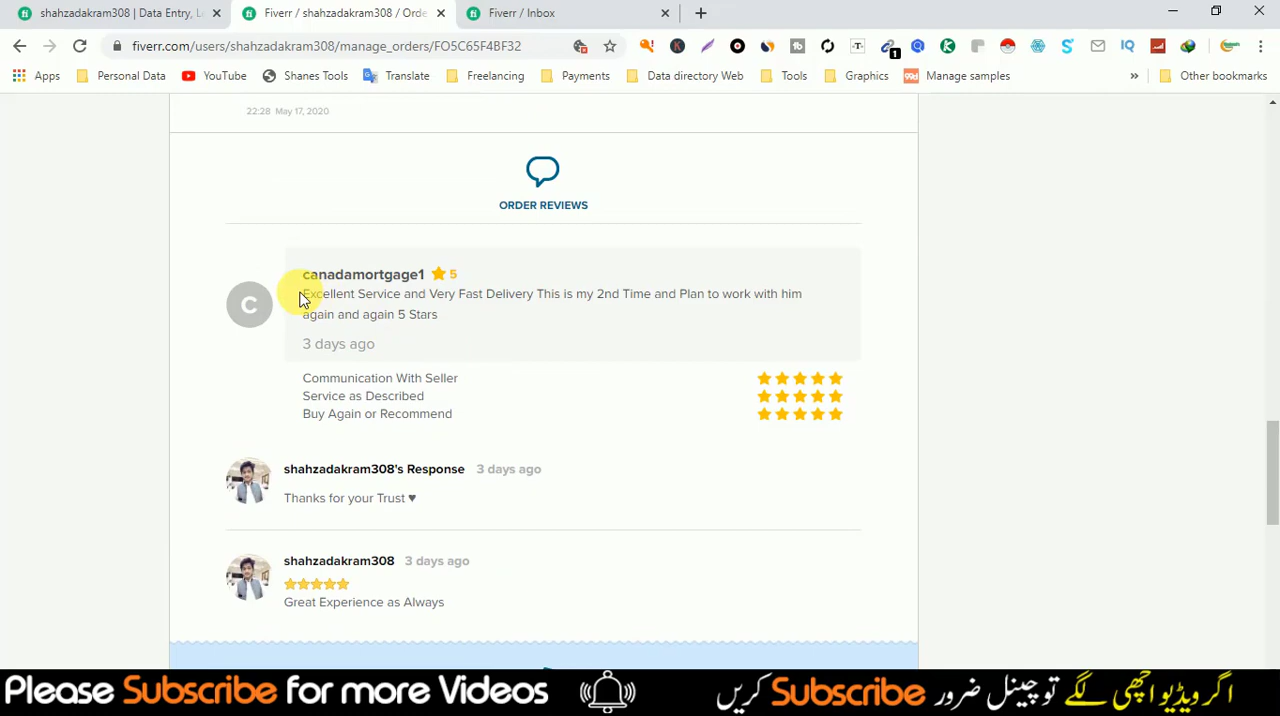 shahzadakram308 | Data Entry, Le
Fiverr / shahzadakram308 / Orde
Fiverr / Inbox
fiverr.com/users/shahzadakram308/manage_orders/FO5C65F4BF32
Apps
Personal Data
YouTube
Shanes Tools
Translate
Freelancing
Payments
Data directory Web
Tools
Graphics
Manage samples
Other bookmarks
22:28 May 17, 2020
ORDER REVIEWS
C
canadamortgage1 ★ 5
Excellent Service and Very Fast Delivery This is my 2nd Time and Plan to work with him
again and again 5 Stars
3 days ago
Communication With Seller
Service as Described
Buy Again or Recommend
shahzadakram308's Response 3 days ago
Thanks for your Trust ♥
shahzadakram308 3 days ago
Great Experience as Always
Please Subscribe for more Videos
اگر ویڈیو اچھی لگے تو چینل ضرور Subscribe کریں